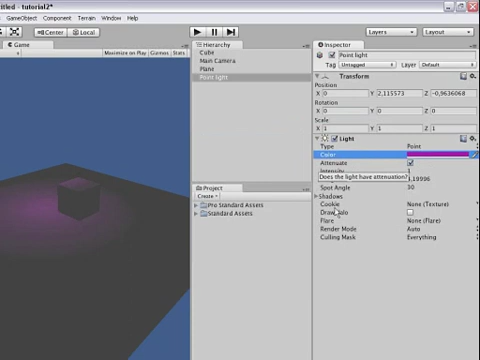 titled - tutorial2*
GameObject Component Terrain Window Help
Center Local Layers Layout
Game
Maximize on Play Gizmos Stats
Hierarchy
Cube
Main Camera
Plane
Point light
Project
Create
Pro Standard Assets
Standard Assets
Inspector
Point light
Tag Untagged Layer Default
Transform
Position
X 0 Y 2,115573 Z -0,9636068
Rotation
X 0 Y 0 Z 0
Scale
X 1 Y 1 Z 1
Light
Type Point
Color
Attenuate
Intensity 1
Does the light have attenuation?
Spot Angle 30
Shadows
Cookie None (Texture)
Draw Halo
Flare None (Flare)
Render Mode Auto
Culling Mask Everything